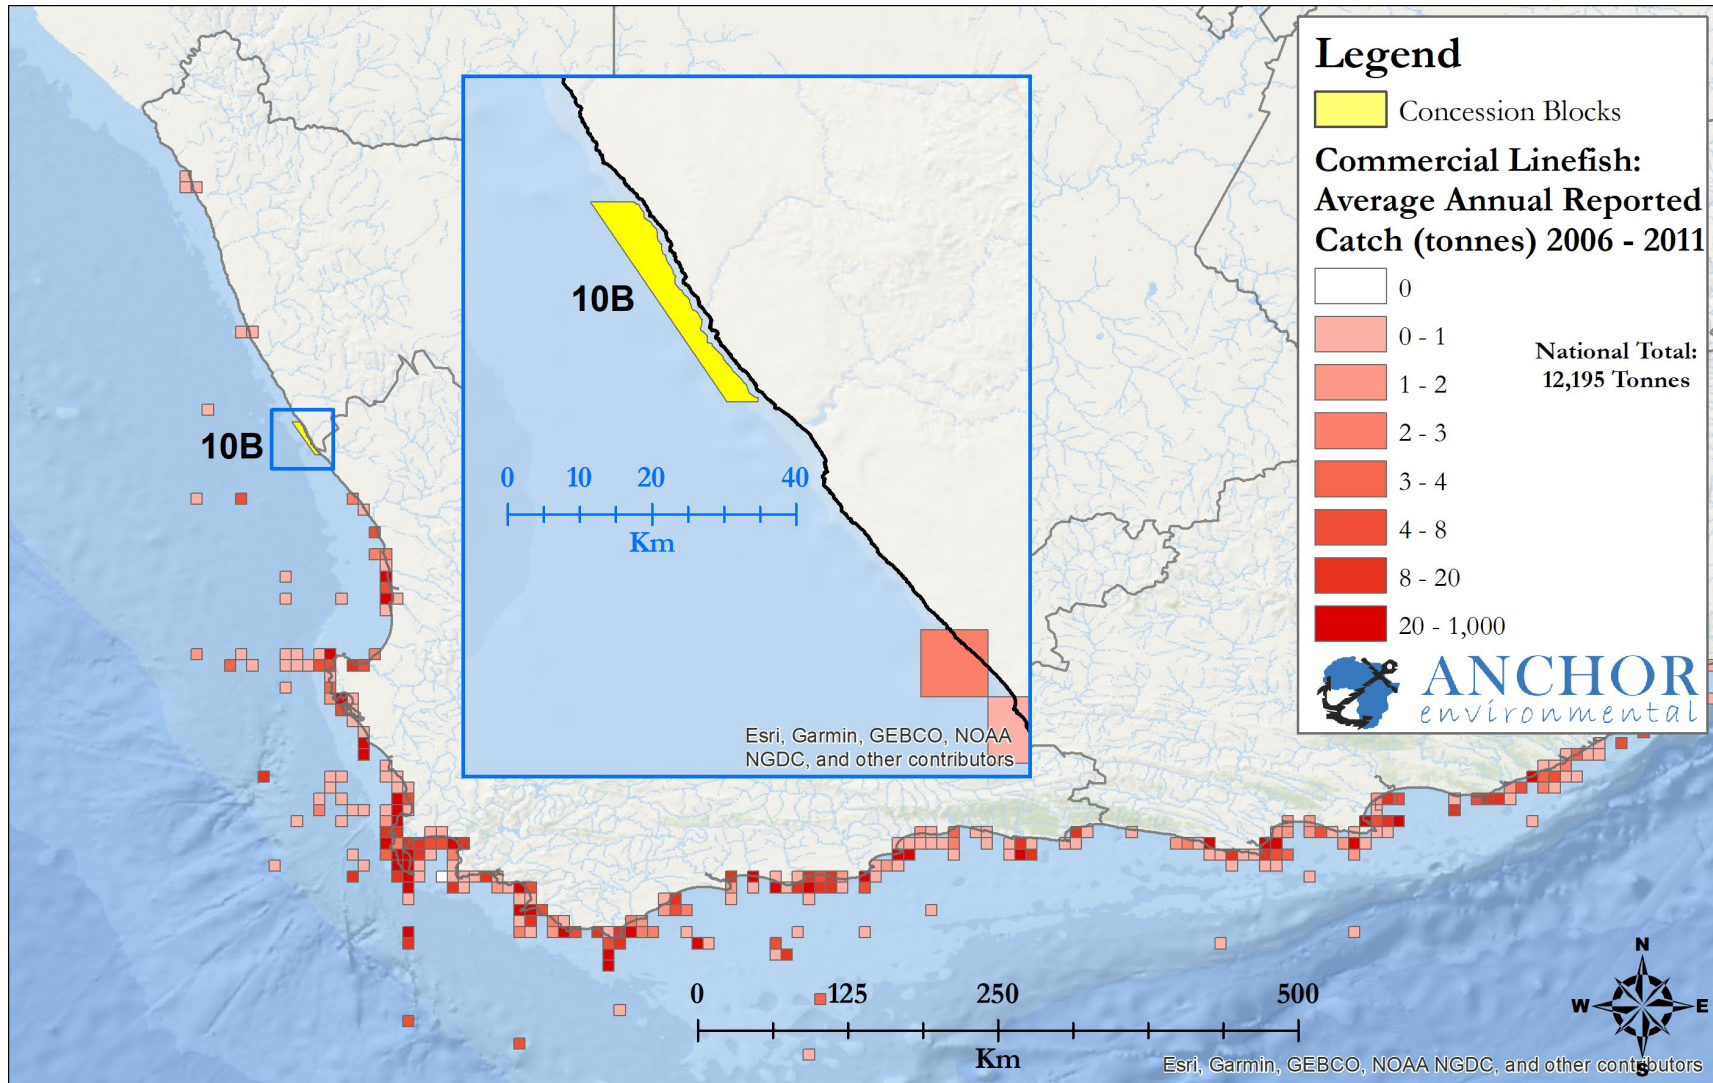 Legend
Concession Blocks
Commercial Linefish:
Average Annual Reported
Catch (tonnes) 2006 - 2011
0
0 - 1
1 - 2
2 - 3
3 - 4
4 - 8
8 - 20
20 - 1,000
National Total:
12,195 Tonnes
ANCHOR
environmental
10B
10B
0 10 20 40
Km
Esri, Garmin, GEBCO, NOAA
NGDC, and other contributors
0 125 250 500
Km
N
W E
S
Esri, Garmin, GEBCO, NOAA NGDC, and other contributors